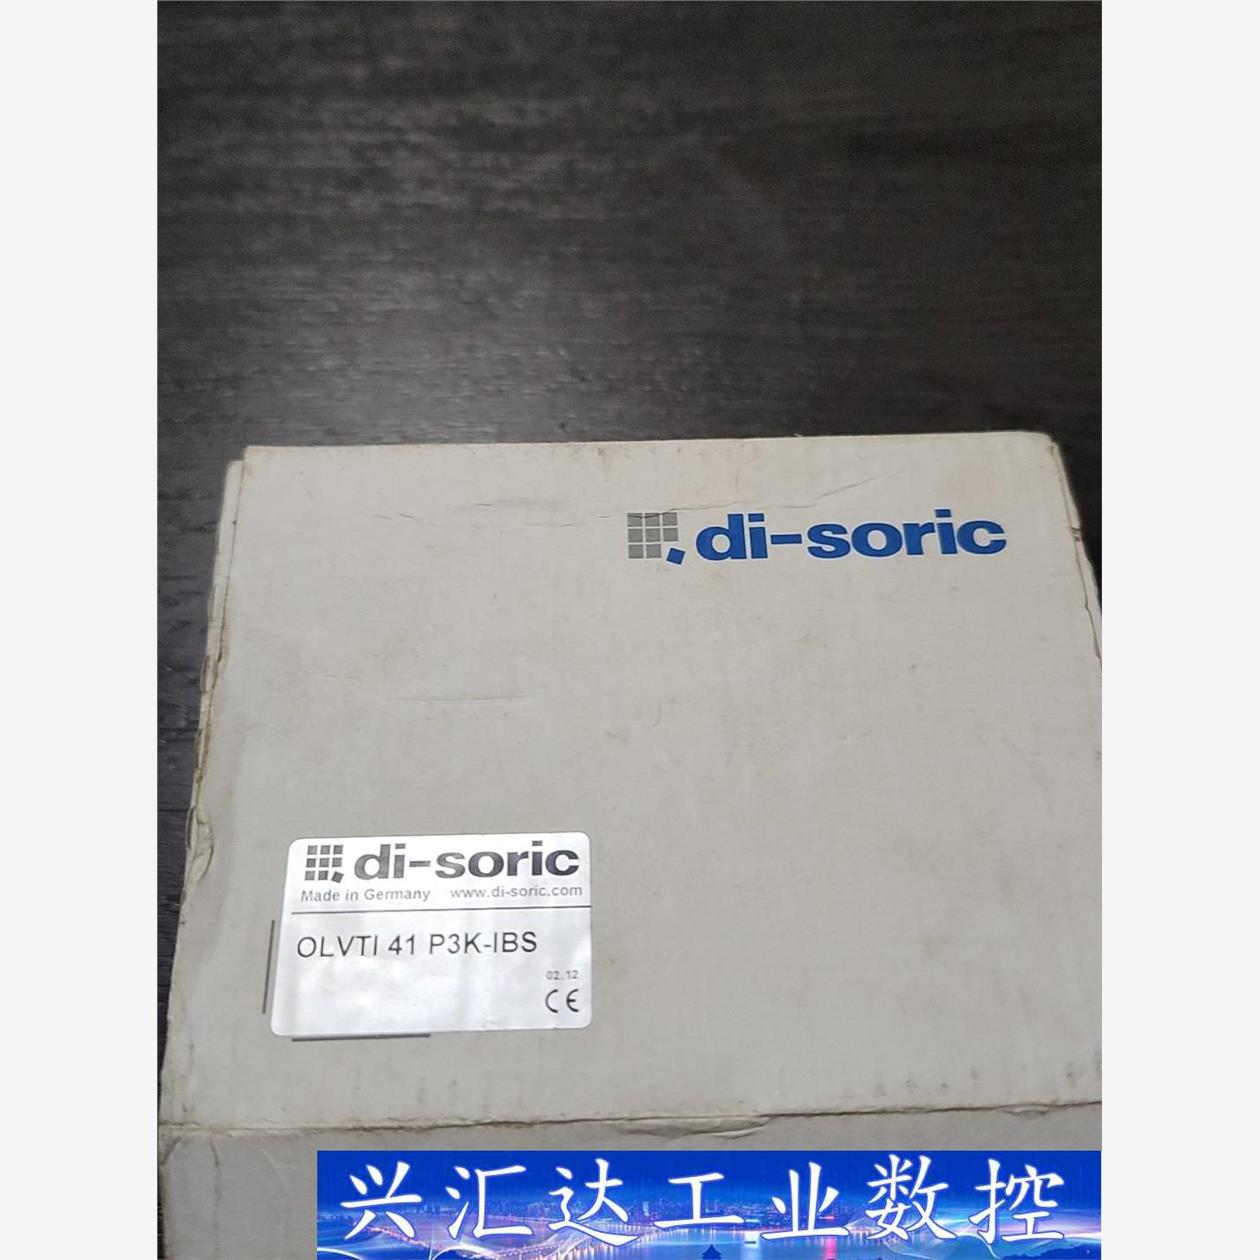 di-soric
di-soric
Made in Germany www.di-soric.com
OLVTI 41 P3K-IBS
02.12
CE
兴汇达工业数控